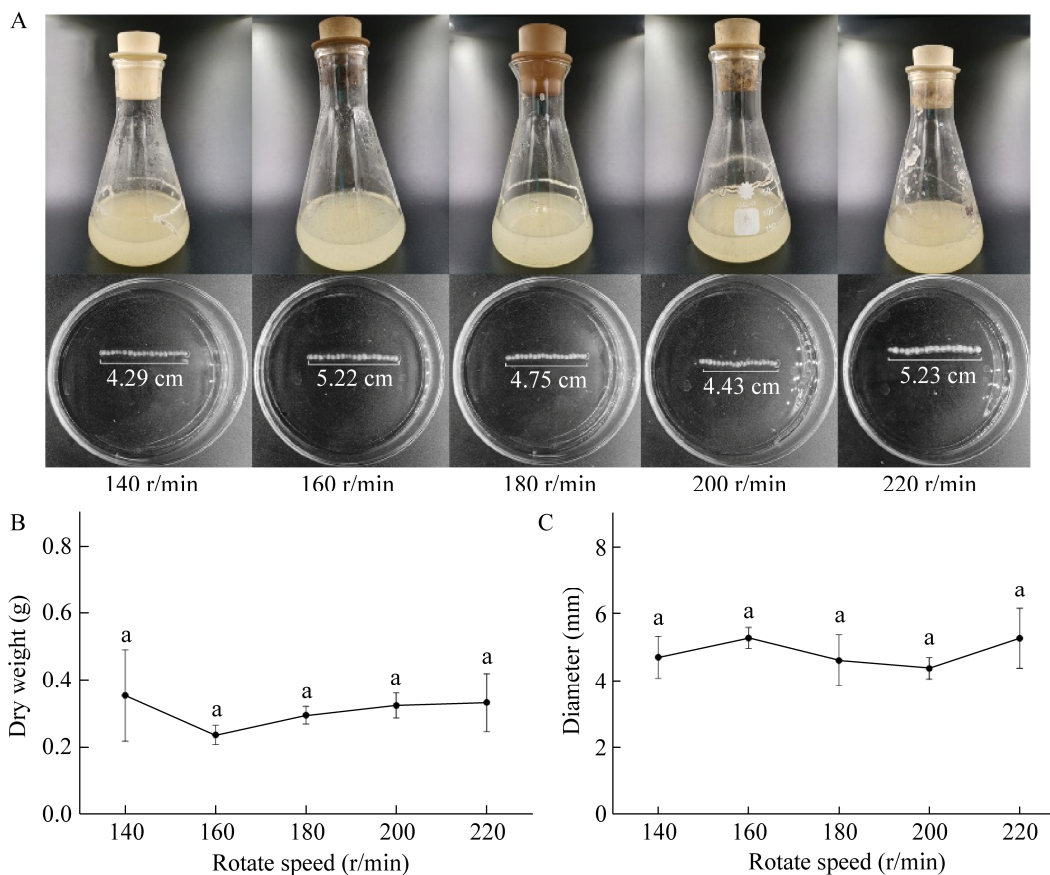 A
4.29 cm
5.22 cm
4.75 cm
4.43 cm
5.23 cm
140 r/min
160 r/min
180 r/min
200 r/min
220 r/min
B
Dry weight (g)
0.8
0.6
0.4
0.2
0.0
a
a
a
a
a
140
160
180
200
220
Rotate speed (r/min)
C
Diameter (mm)
8
6
4
2
0
a
a
a
a
a
140
160
180
200
220
Rotate speed (r/min)